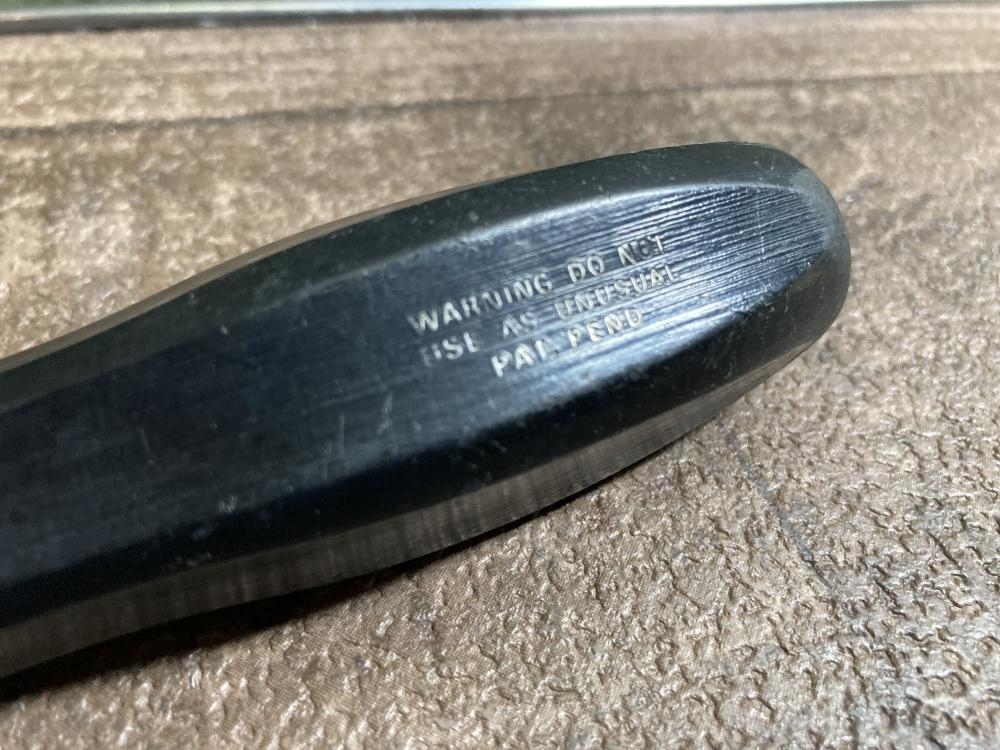 WARNING DO NOT
USE AS UNUSUAL
PAT. PEND